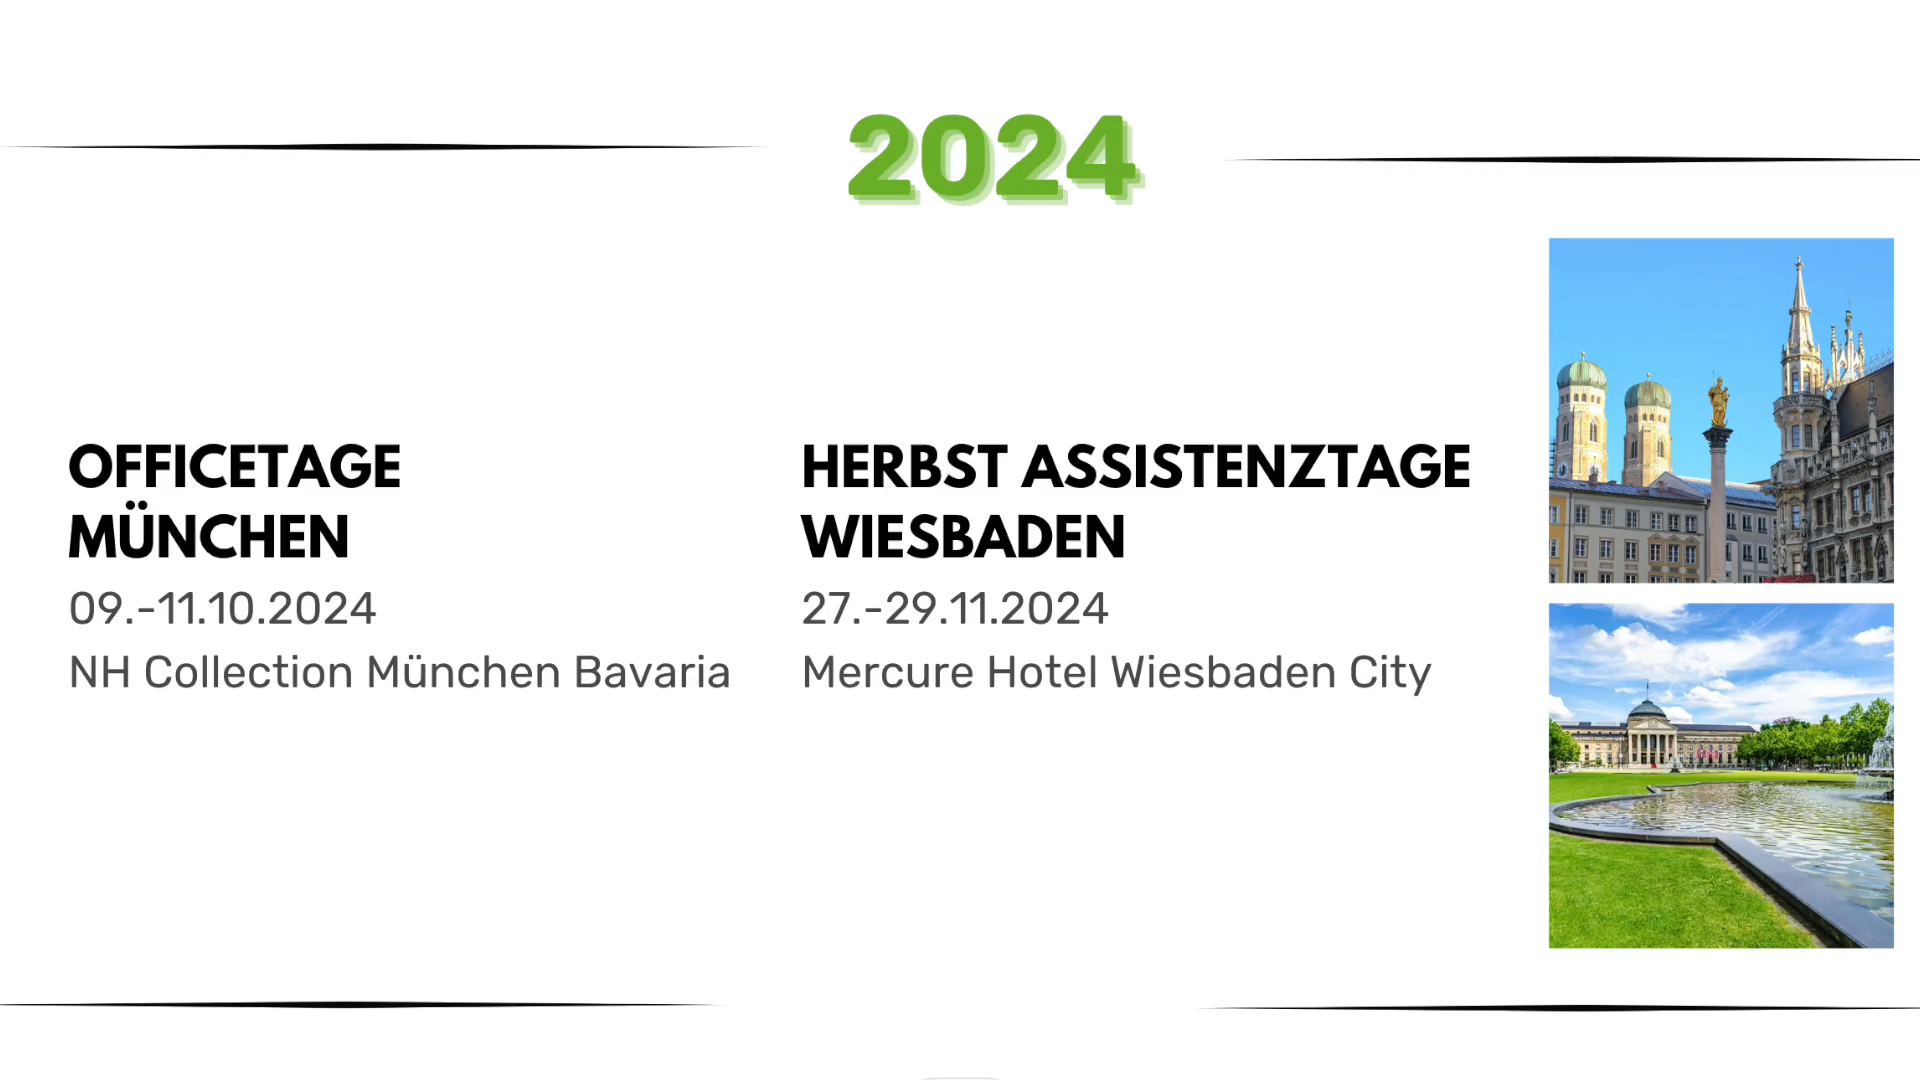 2024
OFFICETAGE
MÜNCHEN
09.-11.10.2024
NH Collection München Bavaria
HERBST ASSISTENZTAGE
WIESBADEN
27.-29.11.2024
Mercure Hotel Wiesbaden City